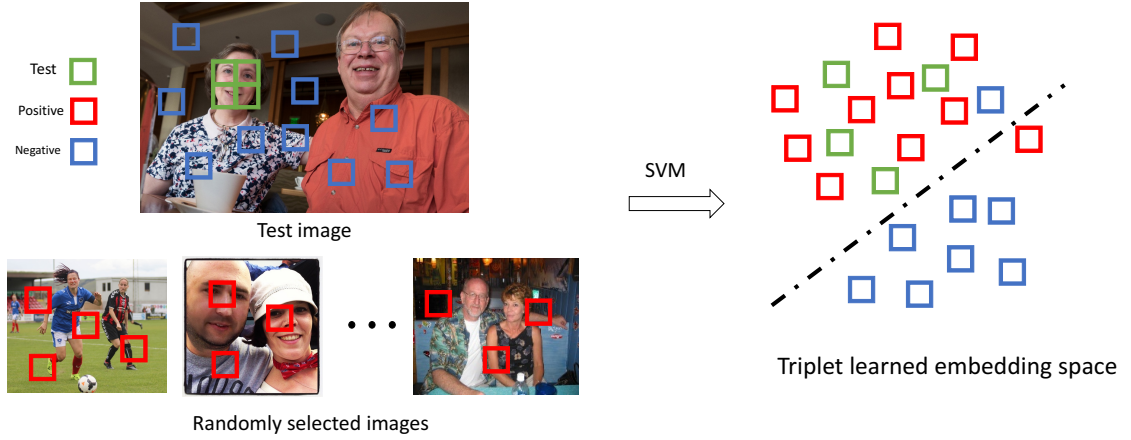 Test
Positive
Negative
Test image
SVM
Randomly selected images
Triplet learned embedding space